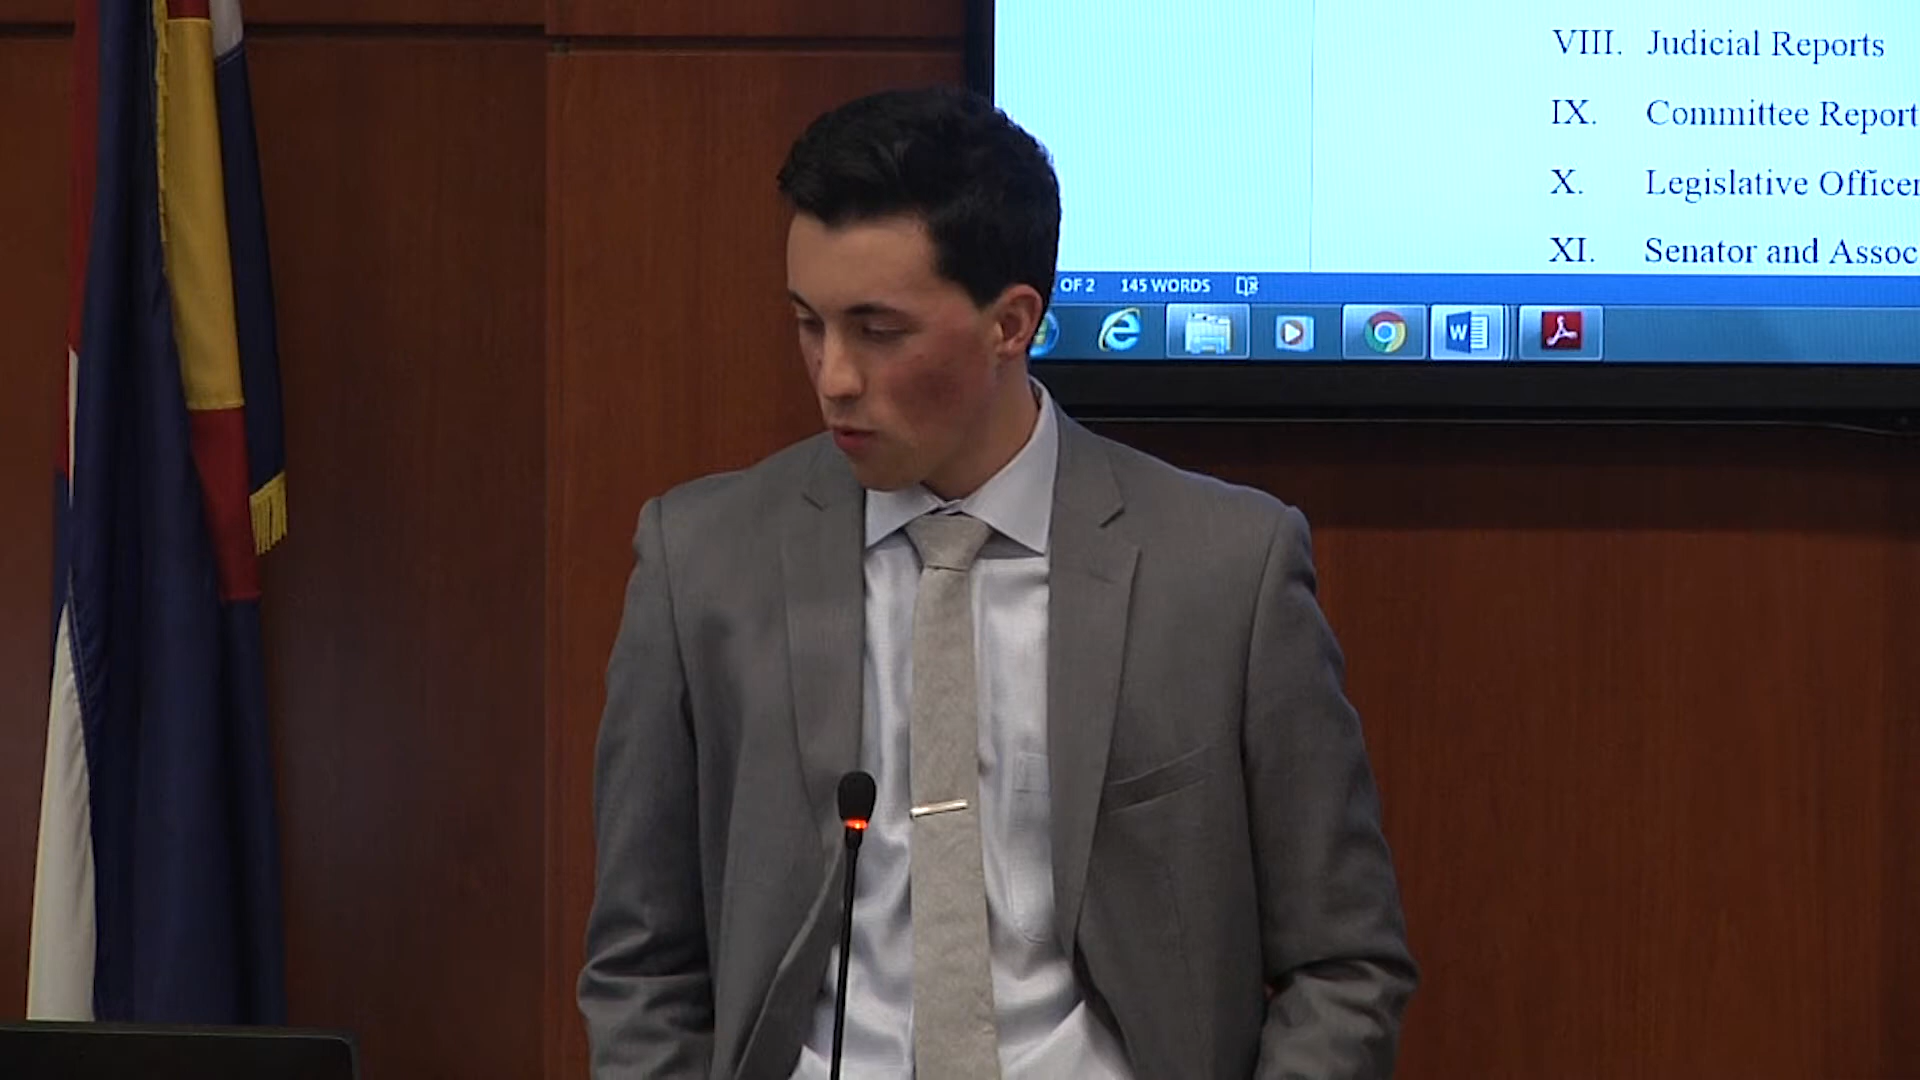 VIII. Judicial Reports
IX. Committee Report
X. Legislative Officer
XI. Senator and Assoc
OF 2 145 WORDS
W